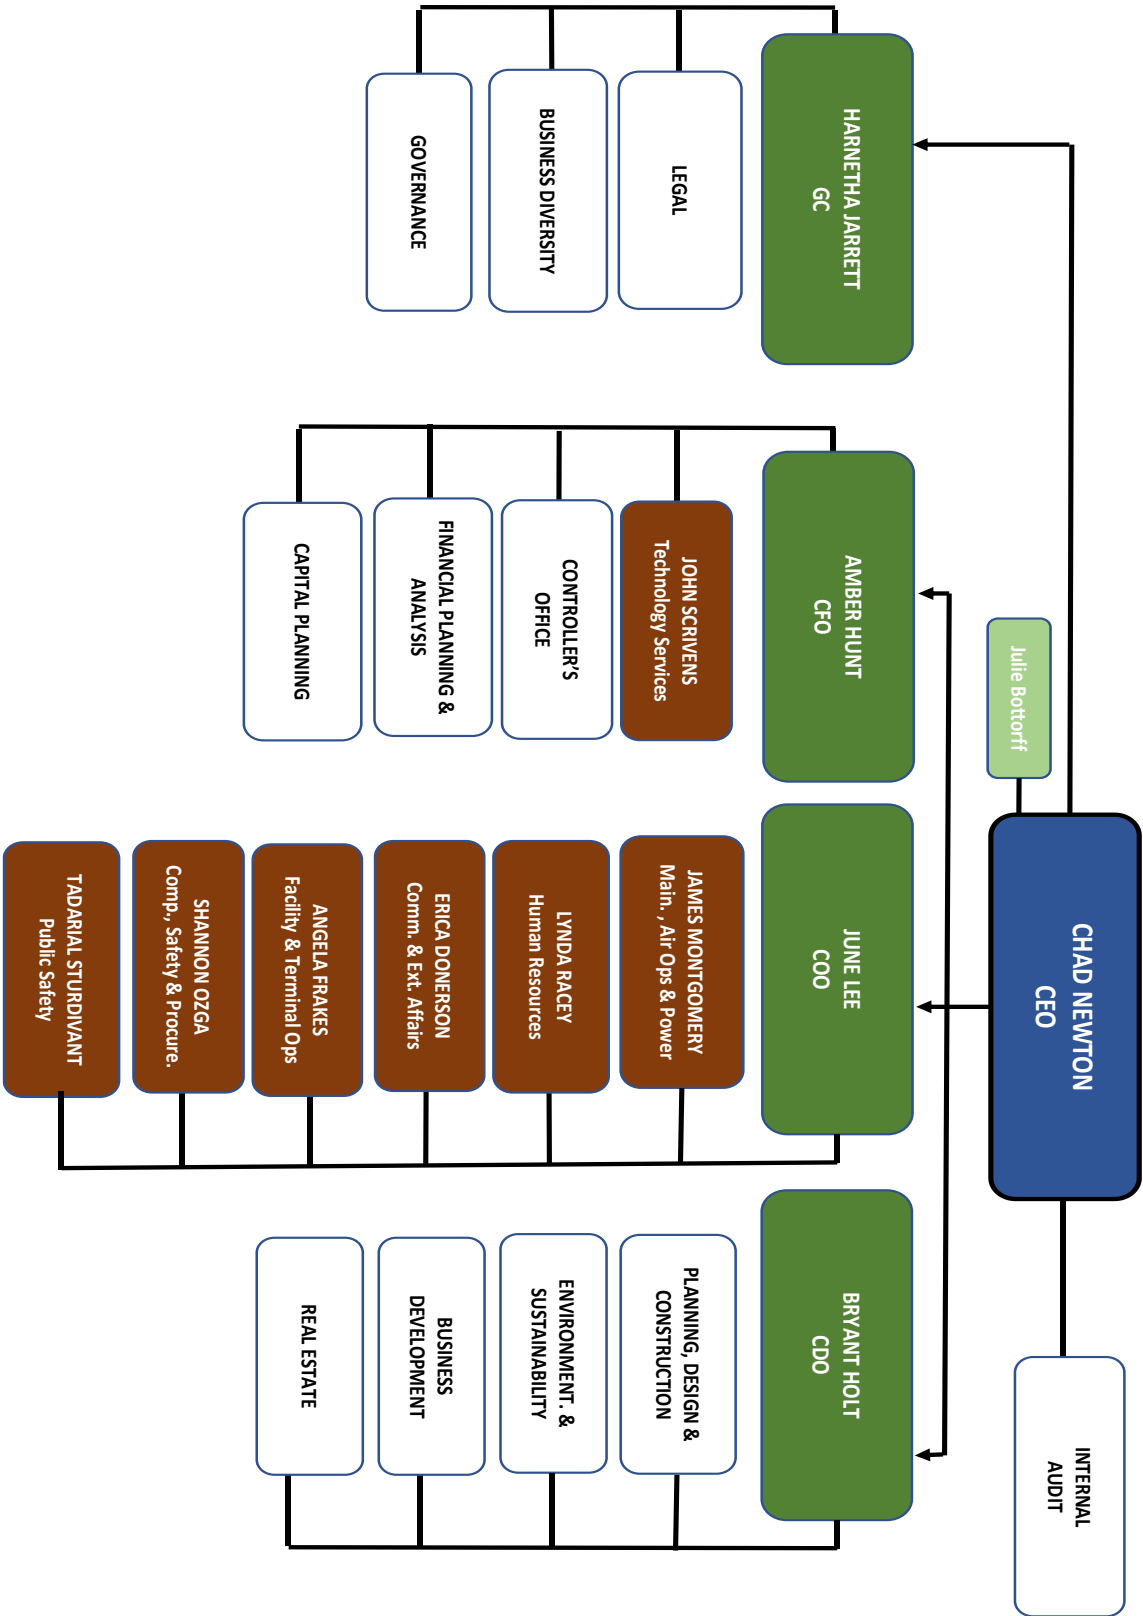 CHAD NEWTON
CEO
INTERNAL
AUDIT
Julie Bottorff
HARNETHA JARRETT
GC
LEGAL
BUSINESS DIVERSITY
GOVERNANCE
AMBER HUNT
CFO
JOHN SCRIVENS
Technology Services
CONTROLLER'S
OFFICE
FINANCIAL PLANNING &
ANALYSIS
CAPITAL PLANNING
JUNE LEE
COO
JAMES MONTGOMERY
Main. , Air Ops & Power
LYNDA RACEY
Human Resources
ERICA DONERSON
Comm. & Ext. Affairs
ANGELA FRAKES
Facility & Terminal Ops
SHANNON OZGA
Comp., Safety & Procure.
TADARIAL STURDIVANT
Public Safety
BRYANT HOLT
CDO
PLANNING, DESIGN &
CONSTRUCTION
ENVIRONMENT. &
SUSTAINABILITY
BUSINESS
DEVELOPMENT
REAL ESTATE